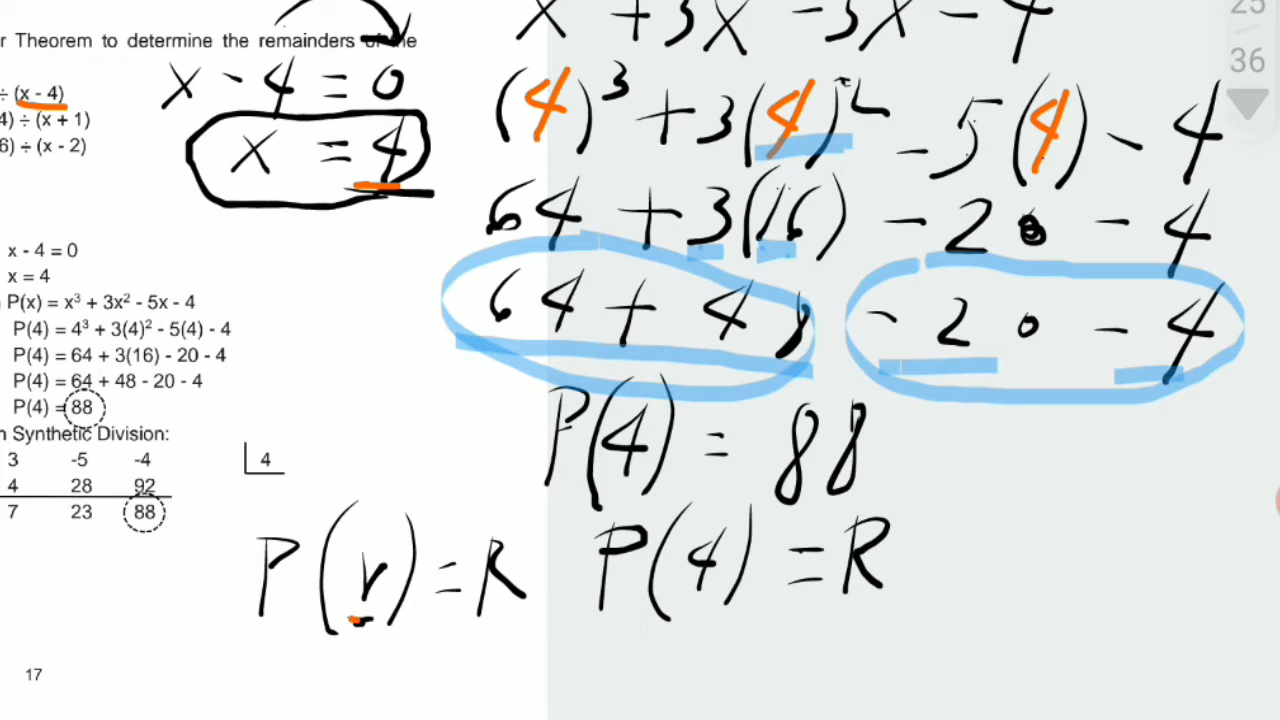 r Theorem to determine the remainders of the
÷ (x - 4)
4) ÷ (x + 1)
6) ÷ (x - 2)
x - 4 = 0
x = 4
x + 3x - 3x - 4
(4)³ + 3(4)² - 5(4) - 4
64 + 3(16) - 20 - 4
64 + 48 - 20 - 4
P(4) = 88
P(r) = R P(4) = R
x - 4 = 0
x = 4
P(x) = x³ + 3x² - 5x - 4
P(4) = 4³ + 3(4)² - 5(4) - 4
P(4) = 64 + 3(16) - 20 - 4
P(4) = 64 + 48 - 20 - 4
P(4) = 88
n Synthetic Division:
3 -5 -4 4
4 28 92
7 23 88
17
25
36